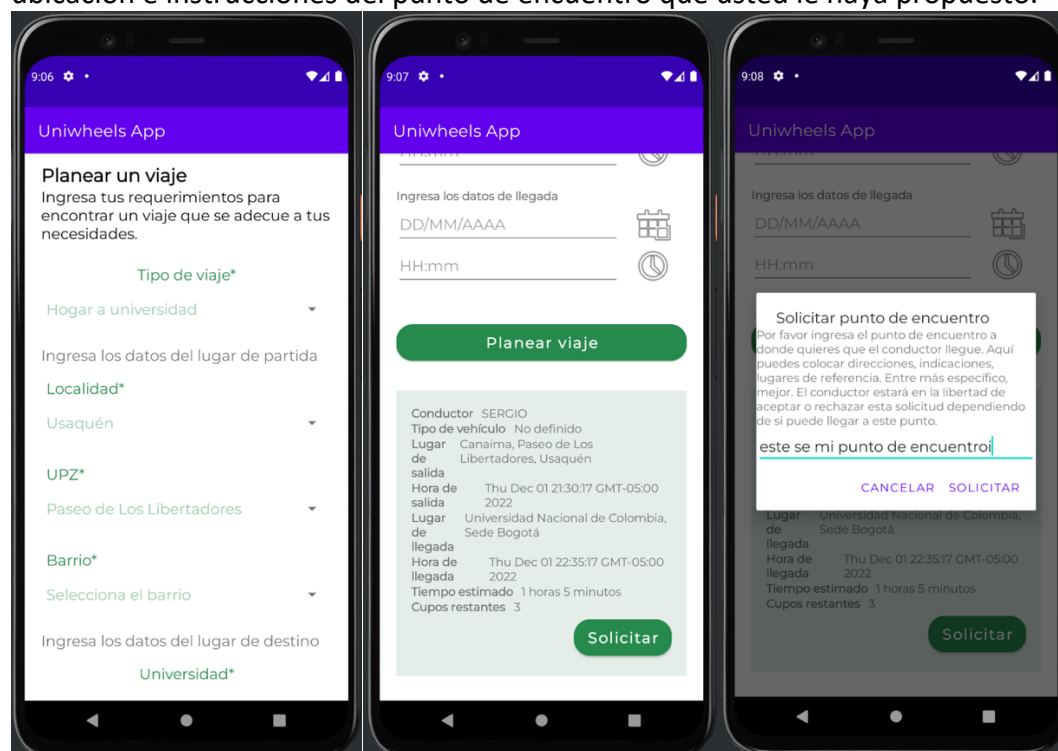 ubicación e instrucciones del punto de encuentro que usted le haya propuesto.
9:06
Uniwheels App
Planear un viaje
Ingresa tus requerimientos para
encontrar un viaje que se adecue a tus
necesidades.
Tipo de viaje*
Hogar a universidad
Ingresa los datos del lugar de partida
Localidad*
Usaquén
UPZ*
Paseo de Los Libertadores
Barrio*
Selecciona el barrio
Ingresa los datos del lugar de destino
Universidad*
9:07
Uniwheels App
HH:mm
Ingresa los datos de llegada
DD/MM/AAAA
HH:mm
Planear viaje
Conductor SERGIO
Tipo de vehículo No definido
Lugar Canaima, Paseo de Los
de Libertadores, Usaquén
salida
Hora de Thu Dec 01 21:30:17 GMT-05:00
salida 2022
Lugar Universidad Nacional de Colombia,
de Sede Bogotá
llegada
Hora de Thu Dec 01 22:35:17 GMT-05:00
llegada 2022
Tiempo estimado 1 horas 5 minutos
Cupos restantes 3
Solicitar
9:08
Uniwheels App
HH:mm
Ingresa los datos de llegada
DD/MM/AAAA
HH:mm
Solicitar punto de encuentro
Por favor ingresa el punto de encuentro a
donde quieres que el conductor llegue. Aquí
puedes colocar direcciones, indicaciones,
lugares de referencia. Entre más específico,
mejor. El conductor estará en la libertad de
aceptar o rechazar esta solicitud dependiendo
de si puede llegar a este punto.
este se mi punto de encuentroi
CANCELAR SOLICITAR
Lugar Universidad Nacional de Colombia,
de Sede Bogotá
llegada
Hora de Thu Dec 01 22:35:17 GMT-05:00
llegada 2022
Tiempo estimado 1 horas 5 minutos
Cupos restantes 3
Solicitar